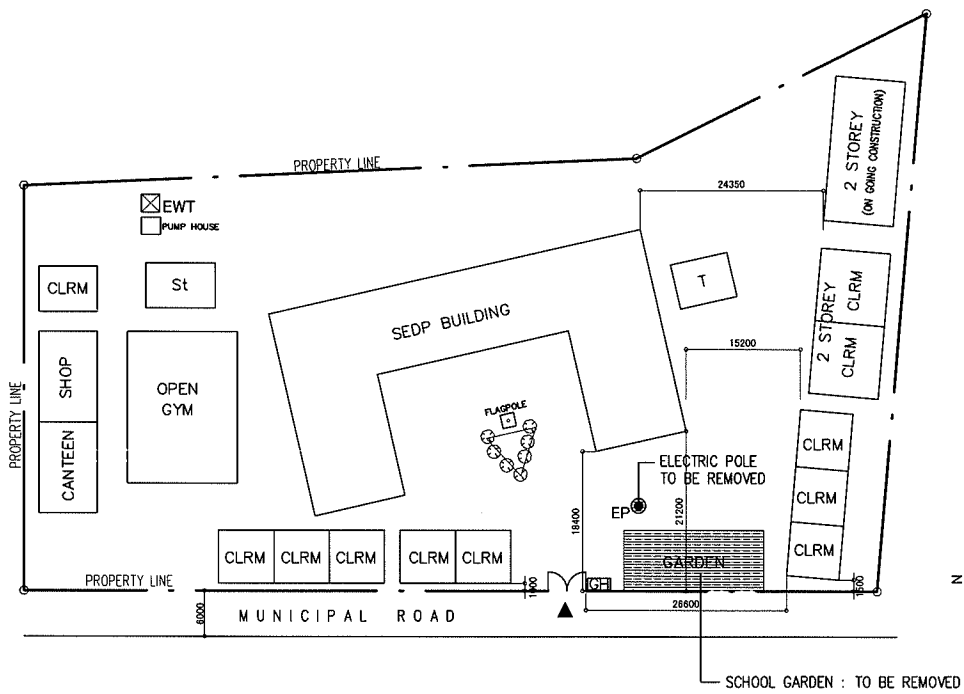 PROPERTY LINE
24350
2 STOREY
(ON GOING CONSTRUCTION)
EWT
PUMP HOUSE
CLRM
St
T
SEDP BUILDING
2 STOREY
CLRM
CLRM
15200
PROPERTY LINE
SHOP
CANTEEN
OPEN
GYM
FLAGPOLE
ELECTRIC POLE
TO BE REMOVED
EP
18400
21200
CLRM
CLRM
CLRM
CLRM
CLRM
CLRM
CLRM
CLRM
GARDEN
GH
PROPERTY LINE
6000
MUNICIPAL ROAD
26600
1500
N
SCHOOL GARDEN : TO BE REMOVED